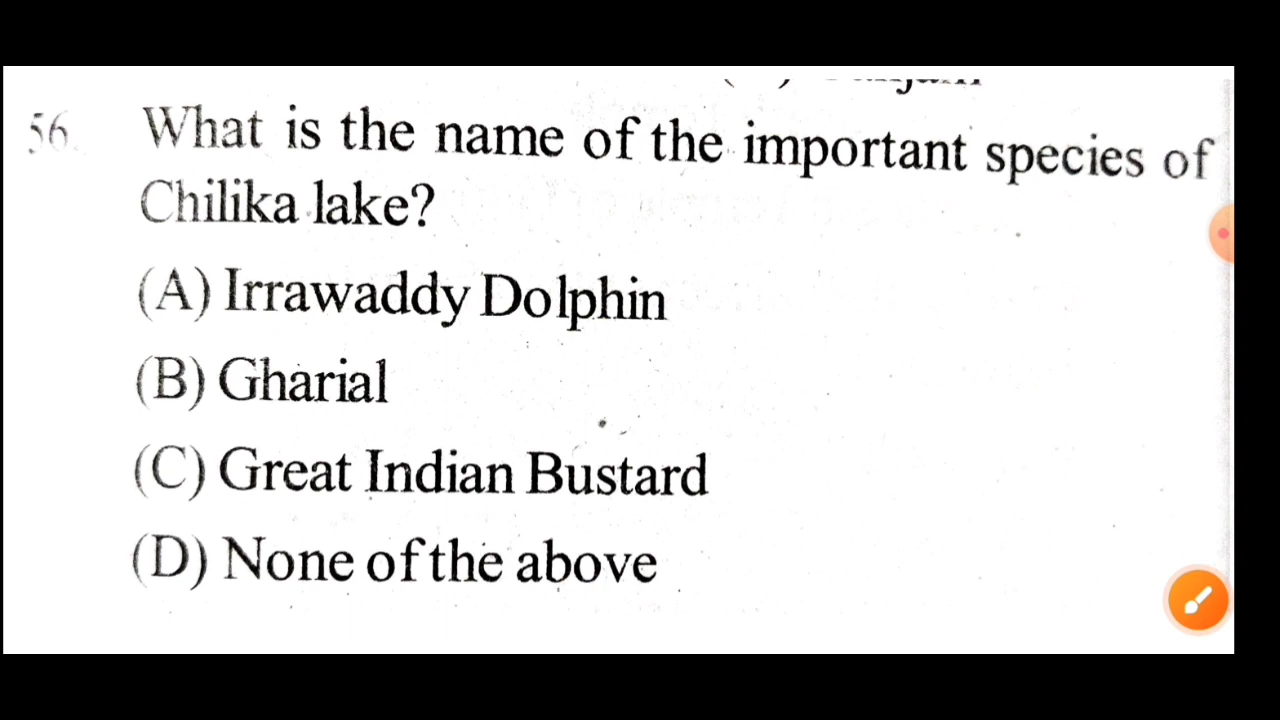 56. What is the name of the important species of
Chilika lake?
(A) Irrawaddy Dolphin
(B) Gharial
(C) Great Indian Bustard
(D) None of the above